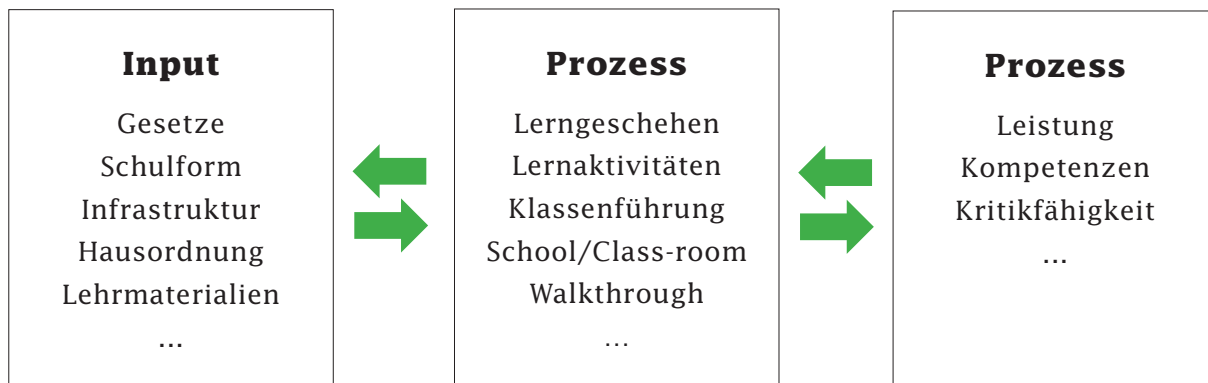 Input
Gesetze
Schulform
Infrastruktur
Hausordnung
Lehrmaterialien
...
Prozess
Lerngeschehen
Lernaktivitäten
Klassenführung
School/Class-room
Walkthrough
...
Prozess
Leistung
Kompetenzen
Kritikfähigkeit
...